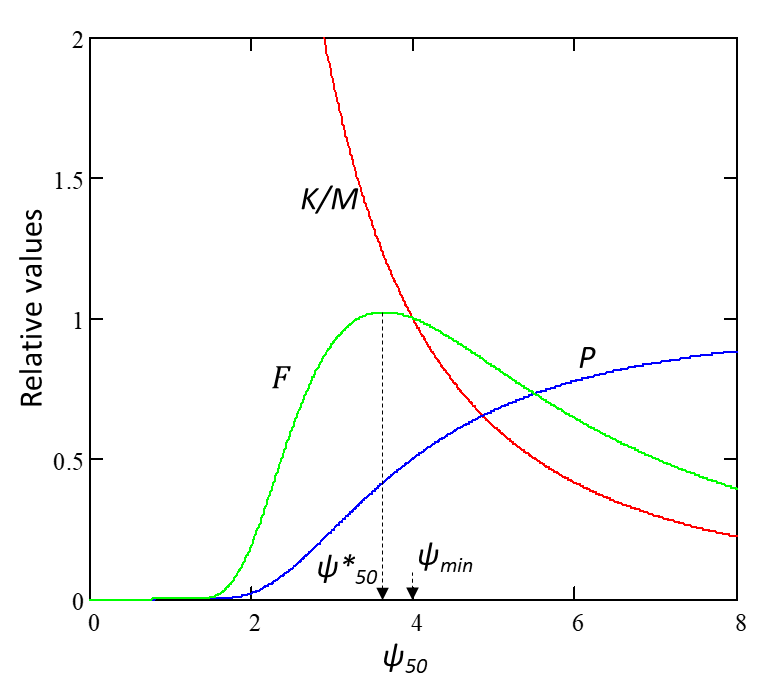 2
1.5
K/M
Relative values
1
F
P
0.5
ψ*50
ψmin
0
0 2 4 6 8
ψ50